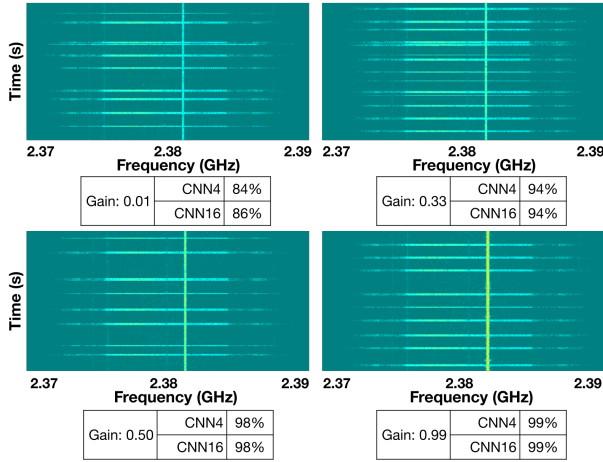 Time (s)
2.37 2.38 2.39
Frequency (GHz)
Gain: 0.01
CNN4 84%
CNN16 86%
2.37 2.38 2.39
Frequency (GHz)
Gain: 0.33
CNN4 94%
CNN16 94%
Time (s)
2.37 2.38 2.39
Frequency (GHz)
Gain: 0.50
CNN4 98%
CNN16 98%
2.37 2.38 2.39
Frequency (GHz)
Gain: 0.99
CNN4 99%
CNN16 99%